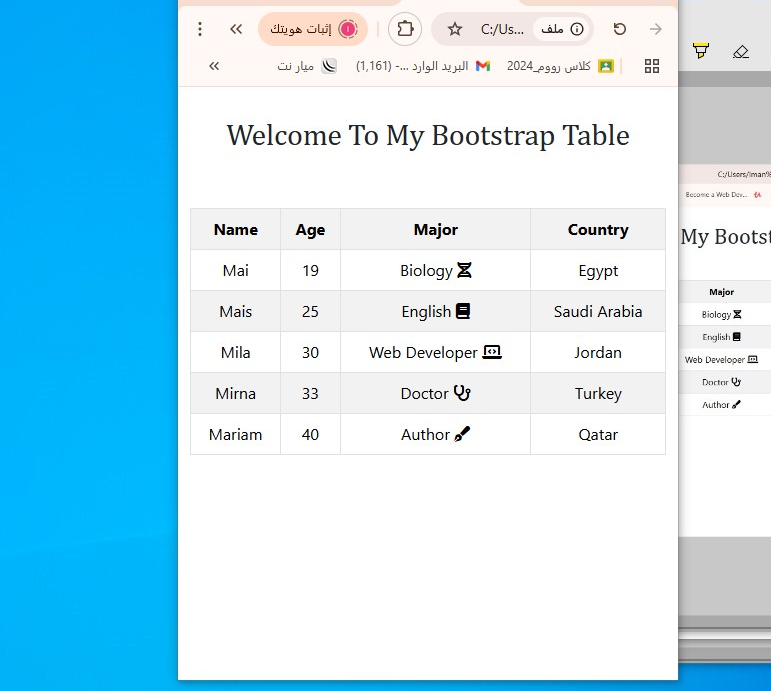 إثبات هويتك
C:/Us...
ملف
كلاس رووم_2024
البريد الوارد ...- (1,161)
ميار نت
Welcome To My Bootstrap Table
Name Age Major Country
Mai 19 Biology Egypt
Mais 25 English Saudi Arabia
Mila 30 Web Developer Jordan
Mirna 33 Doctor Turkey
Mariam 40 Author Qatar
C:/Users/Iman%
Become a Web Dev...
My Bootst
Major
Biology
English
Web Developer
Doctor
Author